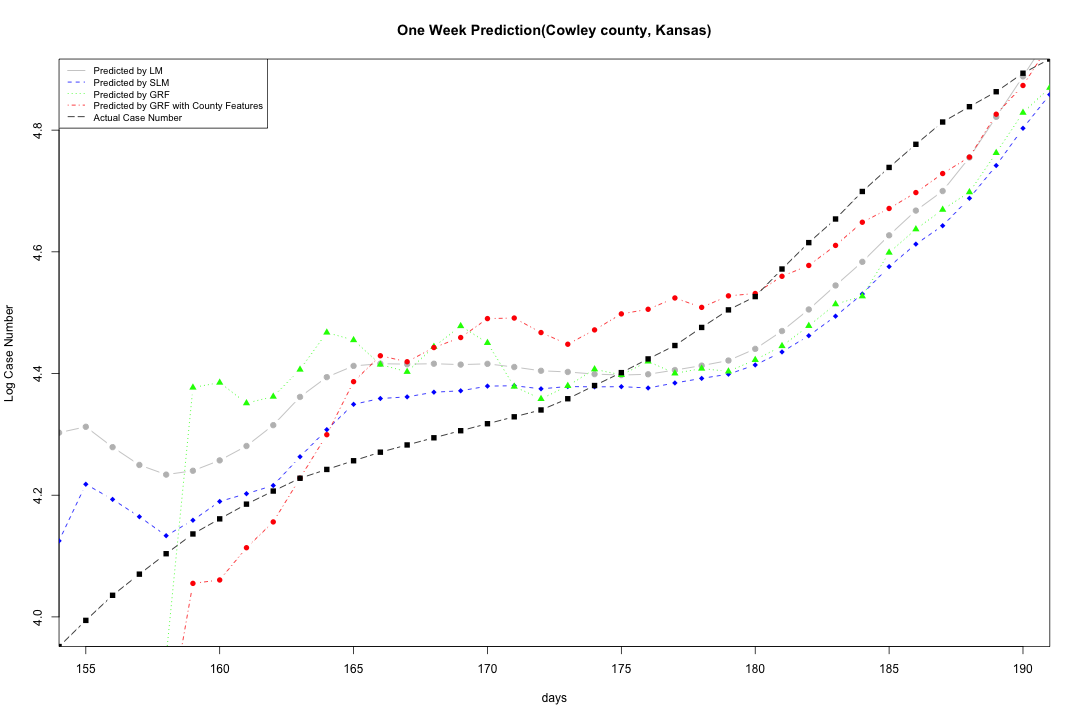 One Week Prediction(Cowley county, Kansas)
Predicted by LM
Predicted by SLM
Predicted by GRF
Predicted by GRF with County Features
Actual Case Number
Log Case Number
4.8
4.6
4.4
4.2
4.0
155 160 165 170 175 180 185 190
days